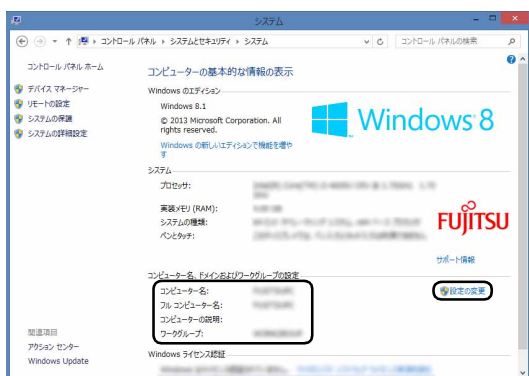 システム
コントロール パネル ▸ システムとセキュリティ ▸ システム
コントロール パネルの検索
コントロール パネル ホーム
デバイス マネージャー
リモートの設定
システムの保護
システムの詳細設定
コンピューターの基本的な情報の表示
Windows のエディション
Windows 8.1
© 2013 Microsoft Corporation. All
rights reserved.
Windows の新しいエディションで機能を増や
す
Windows 8
システム
プロセッサ:
実装メモリ (RAM):
システムの種類:
ペンとタッチ:
FUJITSU
サポート情報
コンピューター名、ドメインおよびワークグループの設定
コンピューター名:
フル コンピューター名:
コンピューターの説明:
ワークグループ:
設定の変更
Windows ライセンス認証
関連項目
アクション センター
Windows Update